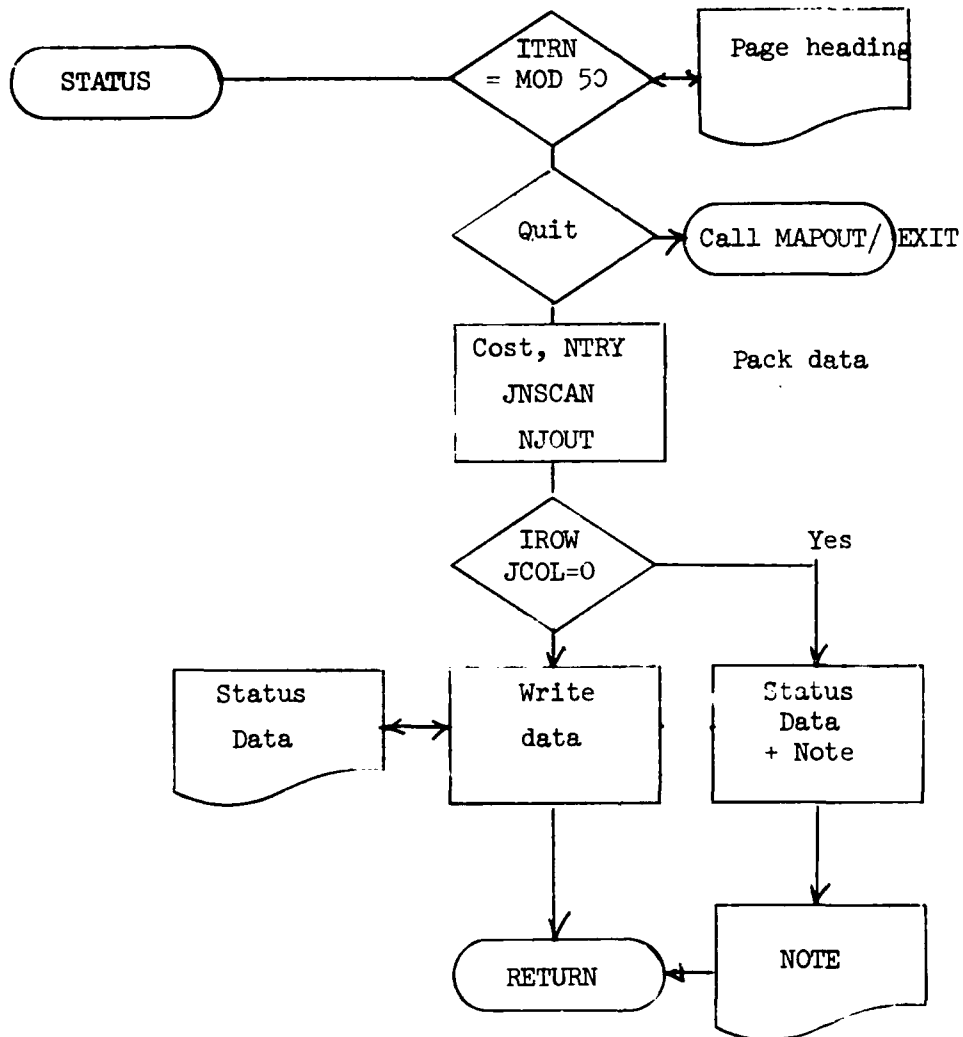 STATUS
ITRN
= MOD 50
Page heading
Quit
Call MAPOUT/ EXIT
Cost, NTRY
JNSCAN
NJOUT
Pack data
IROW
JCOL=0
Yes
Status
Data
Write
data
Status
Data
+ Note
RETURN
NOTE